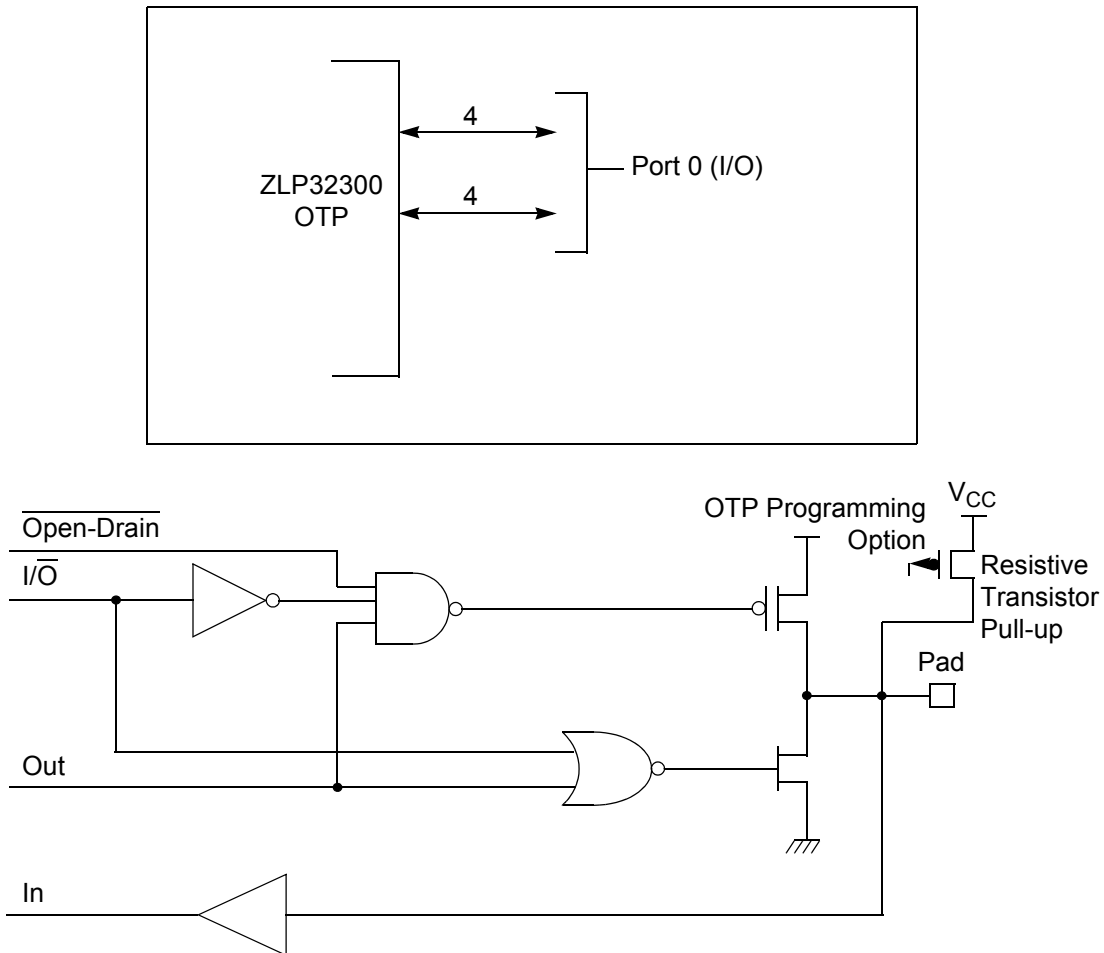 4
Port 0 (I/O)
ZLP32300
OTP
4
VCC
OTP Programming
Option
Open-Drain
I/O
Resistive
Transistor
Pull-up
Pad
Out
In